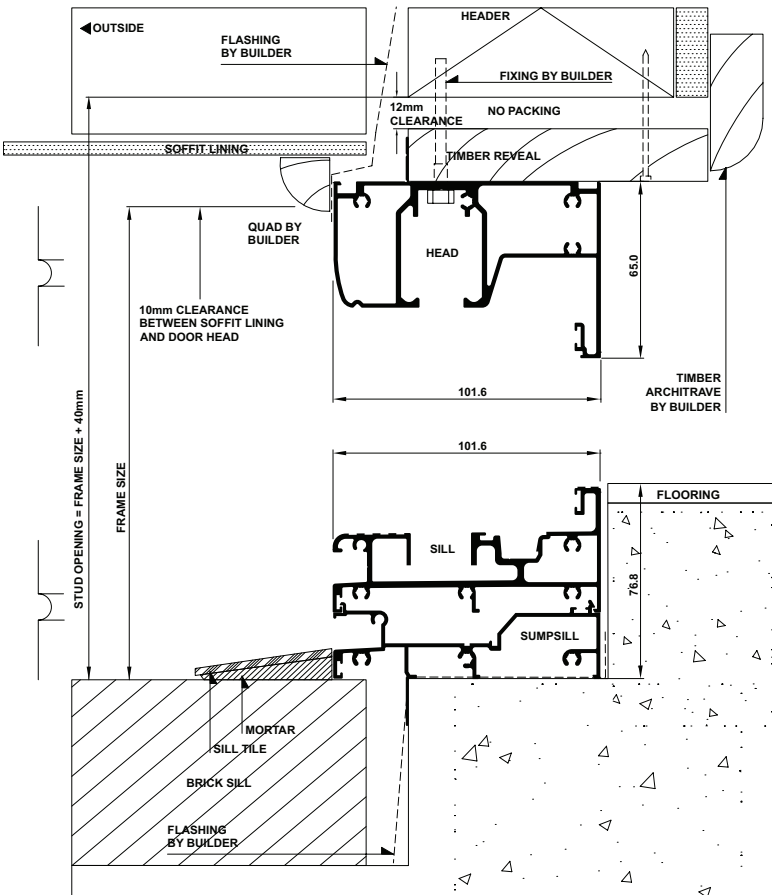 OUTSIDE
FLASHING
BY BUILDER
HEADER
FIXING BY BUILDER
12mm
CLEARANCE
NO PACKING
SOFFIT LINING
TIMBER REVEAL
QUAD BY
BUILDER
HEAD
65.0
10mm CLEARANCE
BETWEEN SOFFIT LINING
AND DOOR HEAD
TIMBER
ARCHITRAVE
BY BUILDER
101.6
101.6
STUD OPENING = FRAME SIZE + 40mm
FRAME SIZE
FLOORING
SILL
76.8
SUMPSILL
MORTAR
SILL TILE
BRICK SILL
FLASHING
BY BUILDER